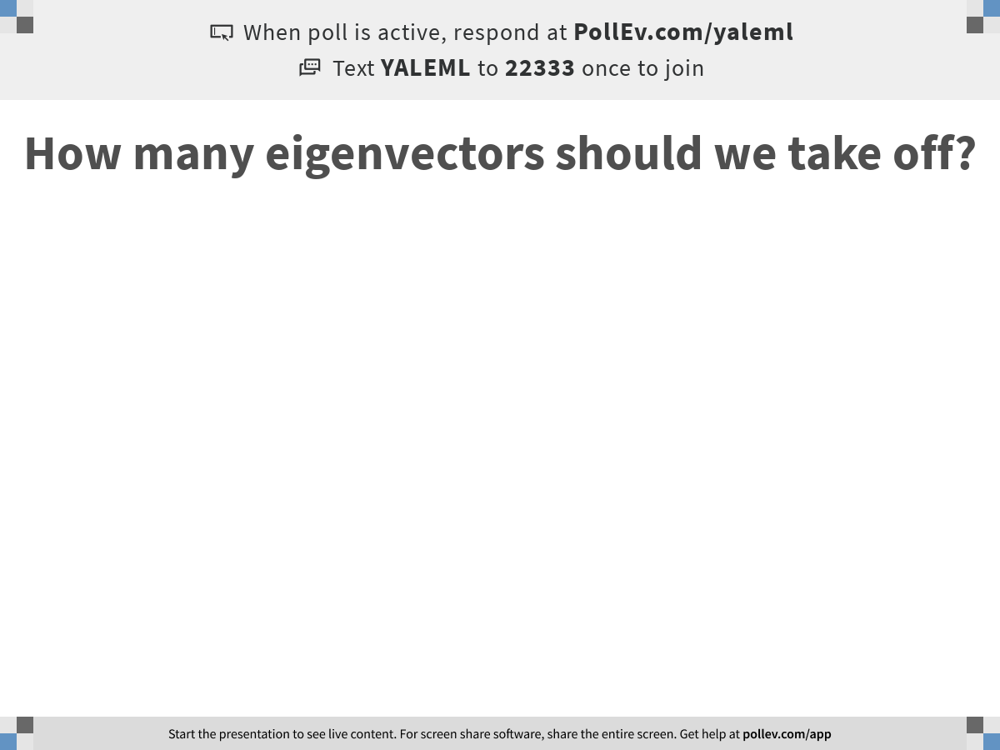 When poll is active, respond at PollEv.com/yaleml
Text YALEML to 22333 once to join
How many eigenvectors should we take off?
Start the presentation to see live content. For screen share software, share the entire screen. Get help at pollev.com/app